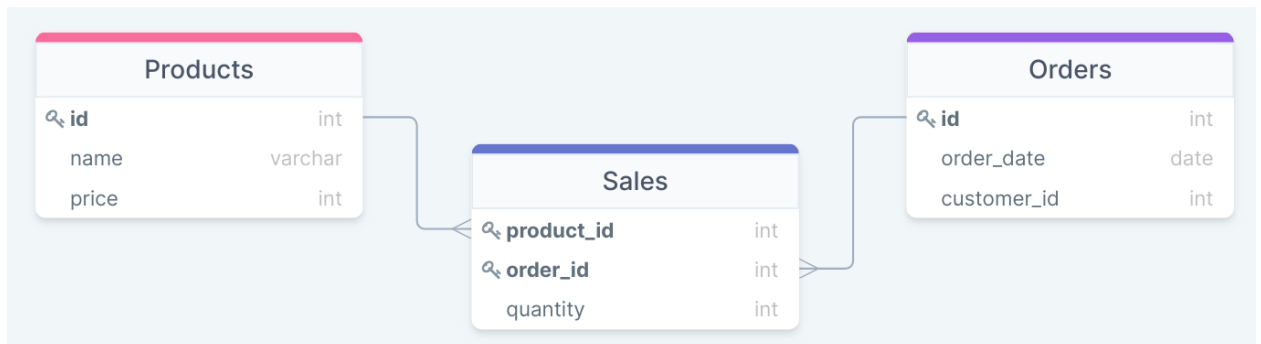 Products
id int
name varchar
price int
Sales
product_id int
order_id int
quantity int
Orders
id int
order_date date
customer_id int